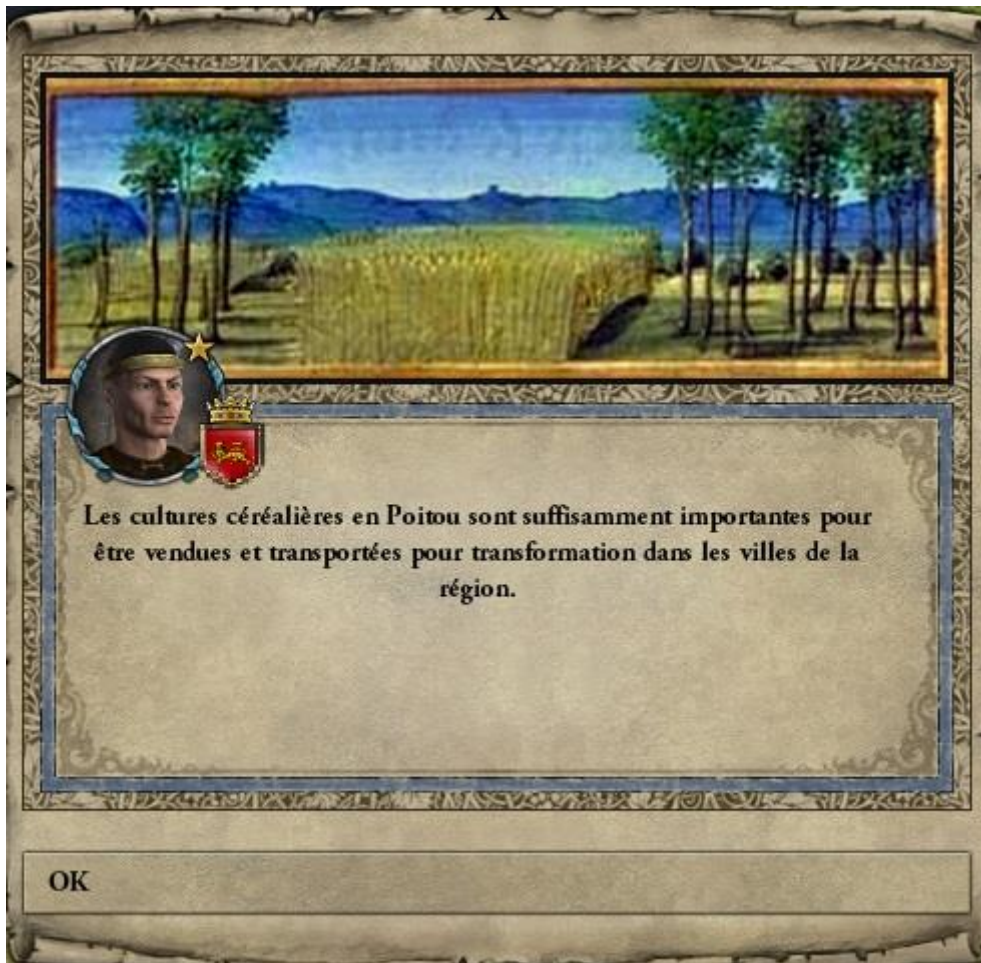 Les cultures céréalières en Poitou sont suffisamment importantes pour
être vendues et transportées pour transformation dans les villes de la
région.
OK